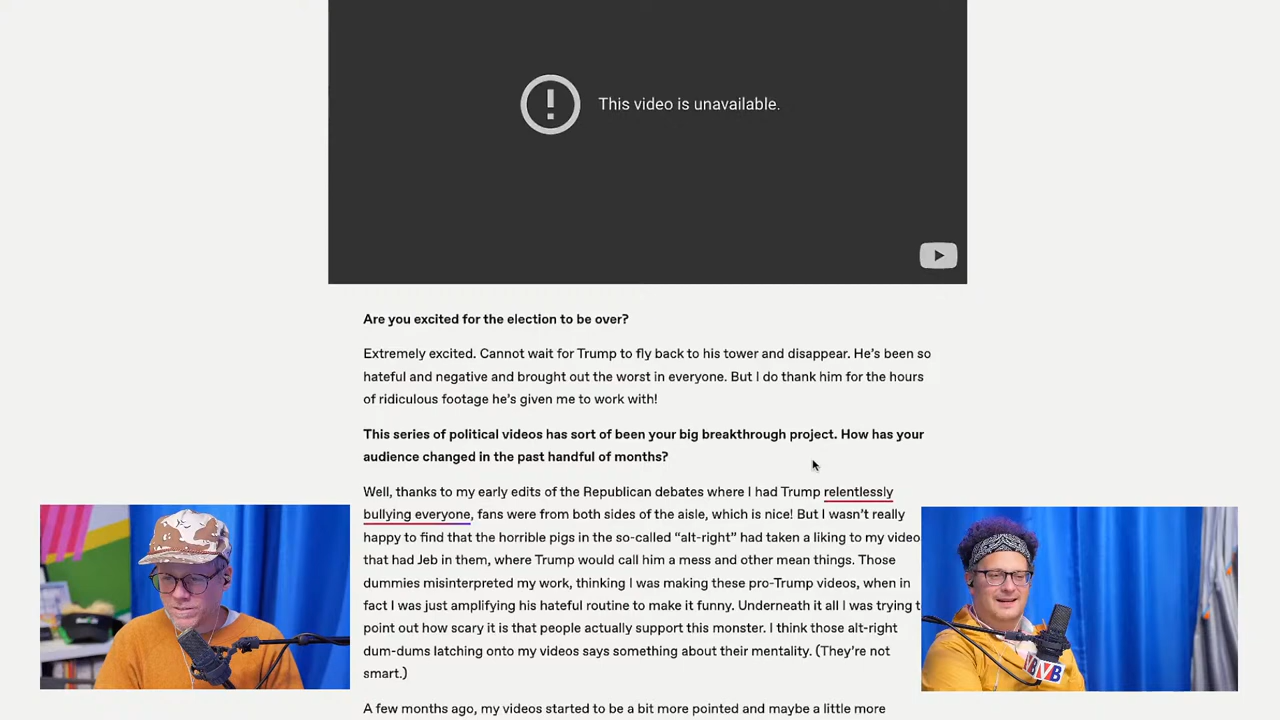 This video is unavailable.
Are you excited for the election to be over?
Extremely excited. Cannot wait for Trump to fly back to his tower and disappear. He’s been so
hateful and negative and brought out the worst in everyone. But I do thank him for the hours
of ridiculous footage he’s given me to work with!
This series of political videos has sort of been your big breakthrough project. How has your
audience changed in the past handful of months?
Well, thanks to my early edits of the Republican debates where I had Trump relentlessly
bullying everyone, fans were from both sides of the aisle, which is nice! But I wasn’t really
happy to find that the horrible pigs in the so-called “alt-right” had taken a liking to my video
that had Jeb in them, where Trump would call him a mess and other mean things. Those
dummies misinterpreted my work, thinking I was making these pro-Trump videos, when in
fact I was just amplifying his hateful routine to make it funny. Underneath it all I was trying t
point out how scary it is that people actually support this monster. I think those alt-right
dum-dums latching onto my videos says something about their mentality. (They’re not
smart.)
A few months ago, my videos started to be a bit more pointed and maybe a little more